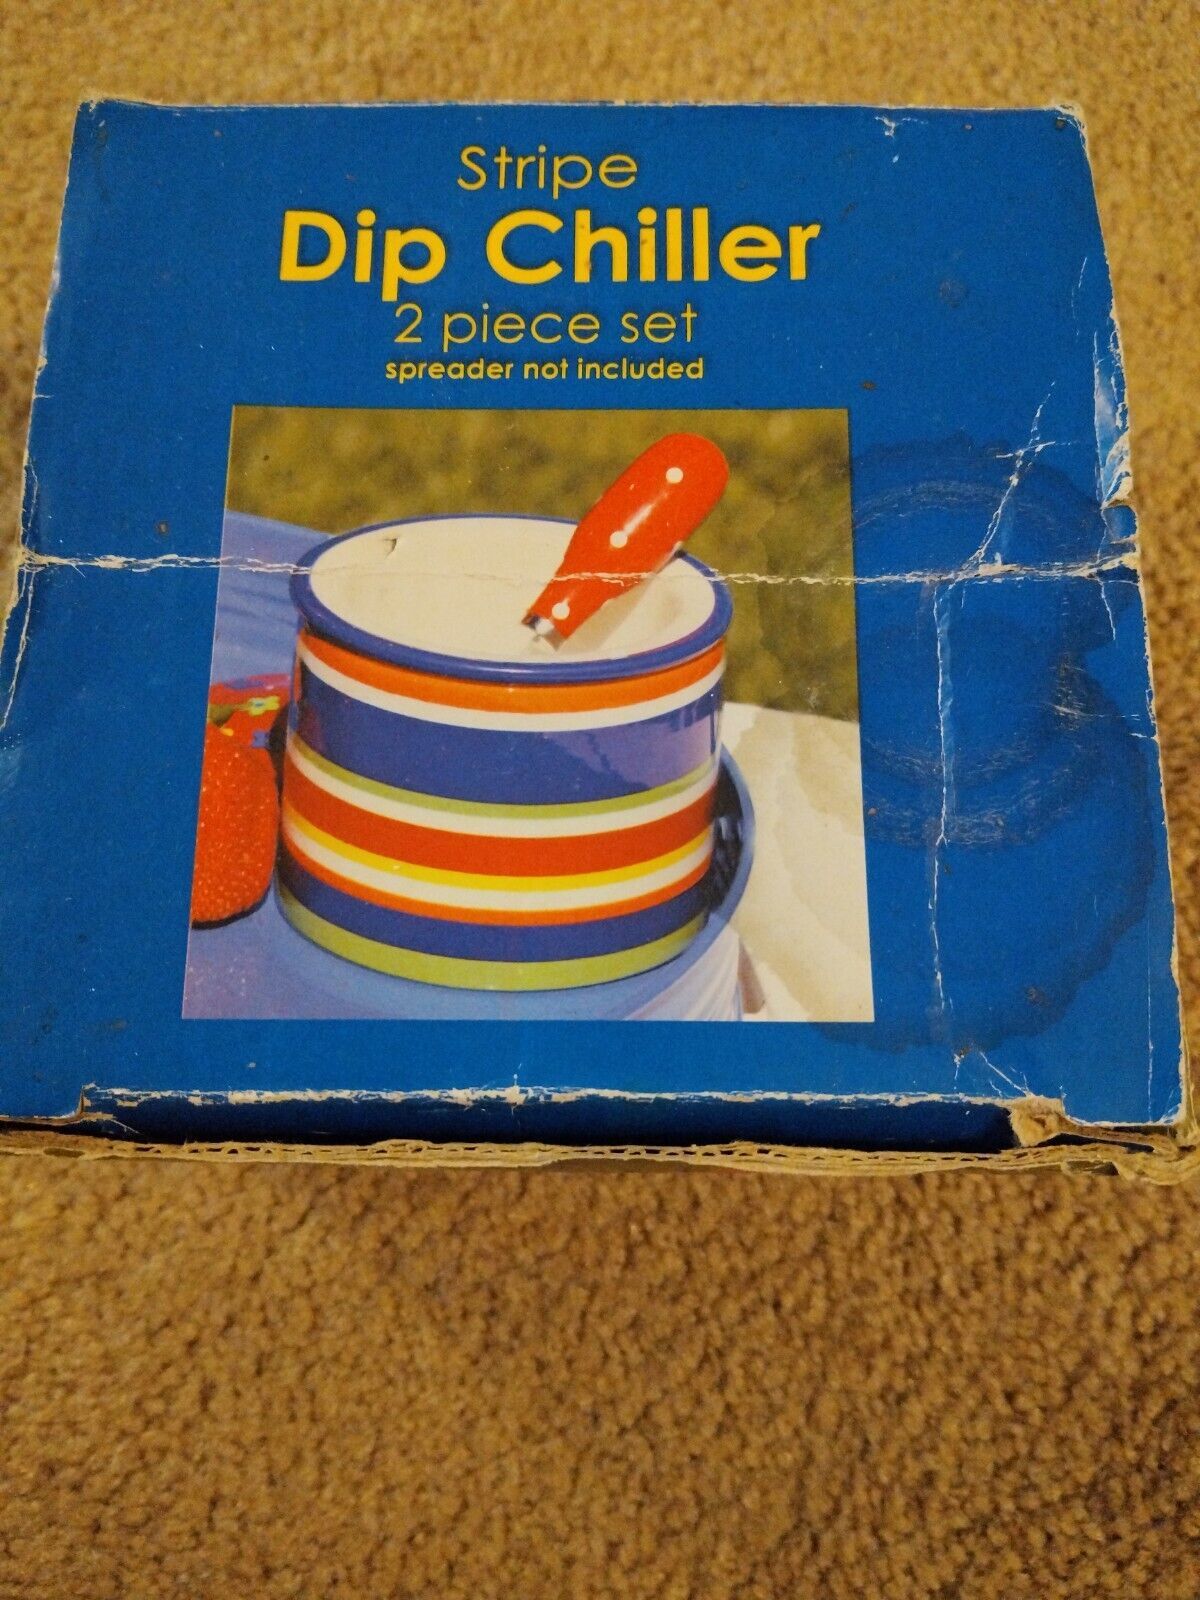 Stripe
Dip Chiller
2 piece set
spreader not included